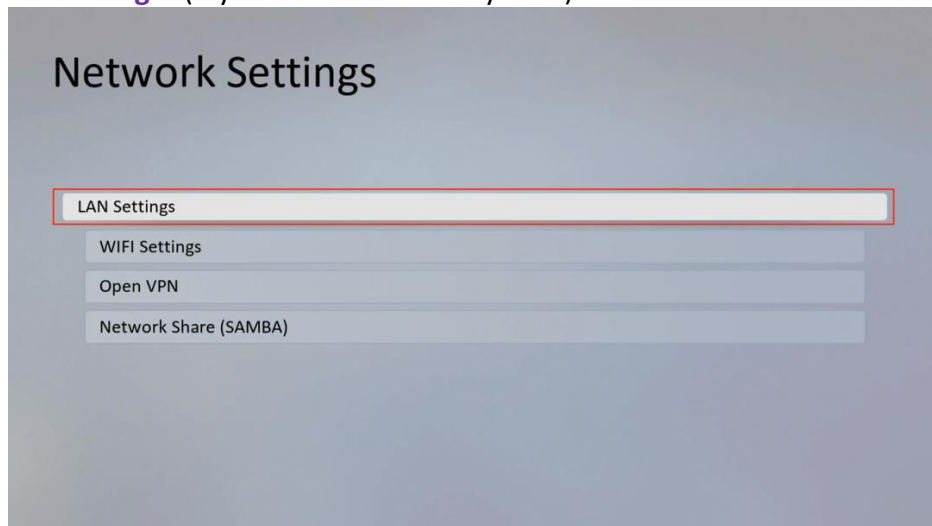 Network Settings
LAN Settings
WIFI Settings
Open VPN
Network Share (SAMBA)